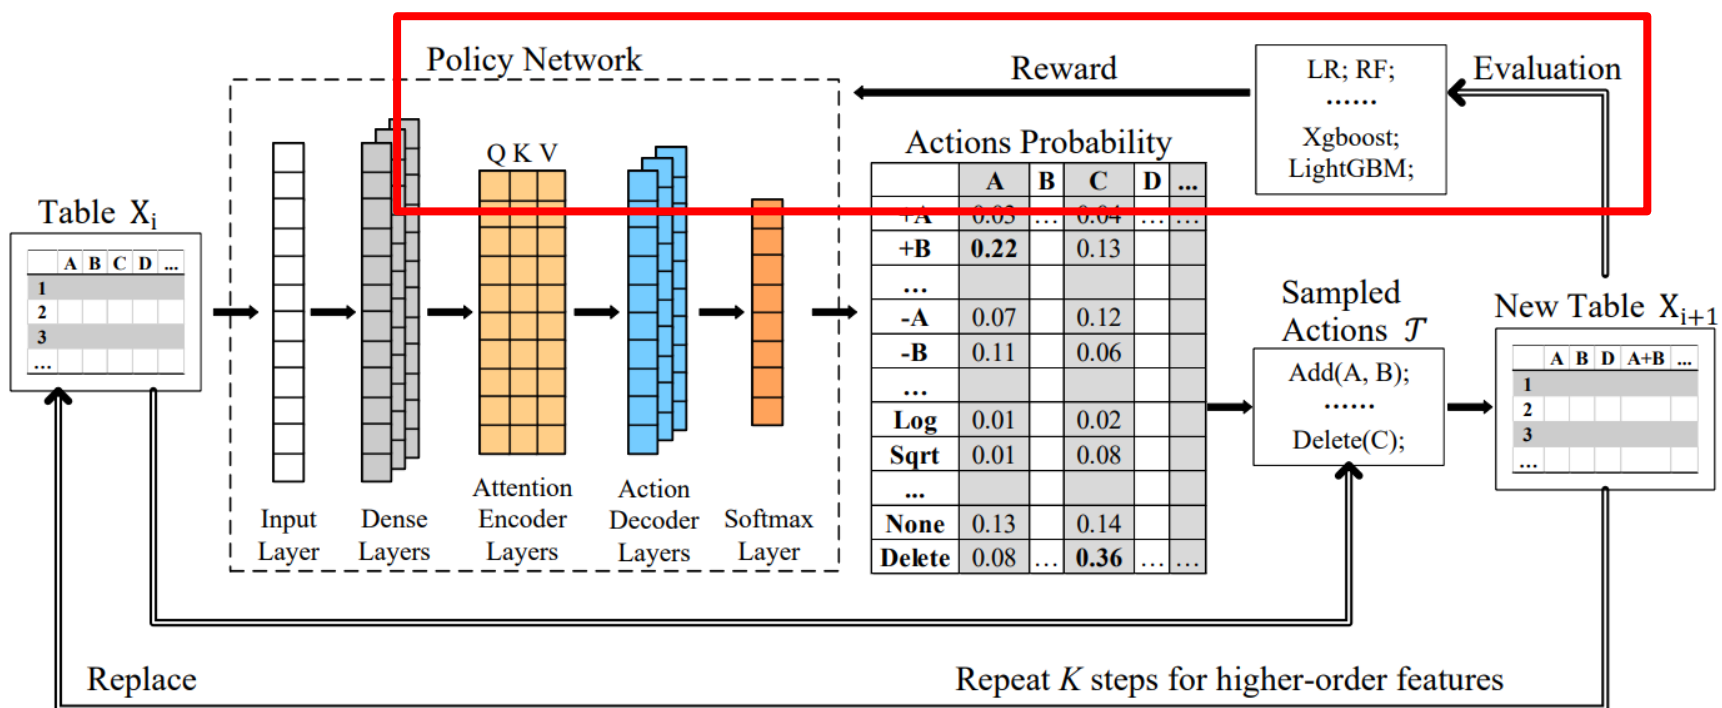 Policy Network
Reward
LR; RF;
......
Xgboost;
LightGBM;
Evaluation
Q K V
Actions Probability
A B C D ...
+A 0.03 ... 0.04 ... ...
+B 0.22 0.13
...
-A 0.07 0.12
-B 0.11 0.06
...
Log 0.01 0.02
Sqrt 0.01 0.08
...
None 0.13 0.14
Delete 0.08 ... 0.36 ... ...
Table Xi
A B C D ...
1
2
3
...
Input
Layer
Dense
Layers
Attention
Encoder
Layers
Action
Decoder
Layers
Softmax
Layer
Sampled
Actions 𝒯
Add(A, B);
......
Delete(C);
New Table Xi+1
A B D A+B ...
1
2
3
...
Replace
Repeat K steps for higher-order features